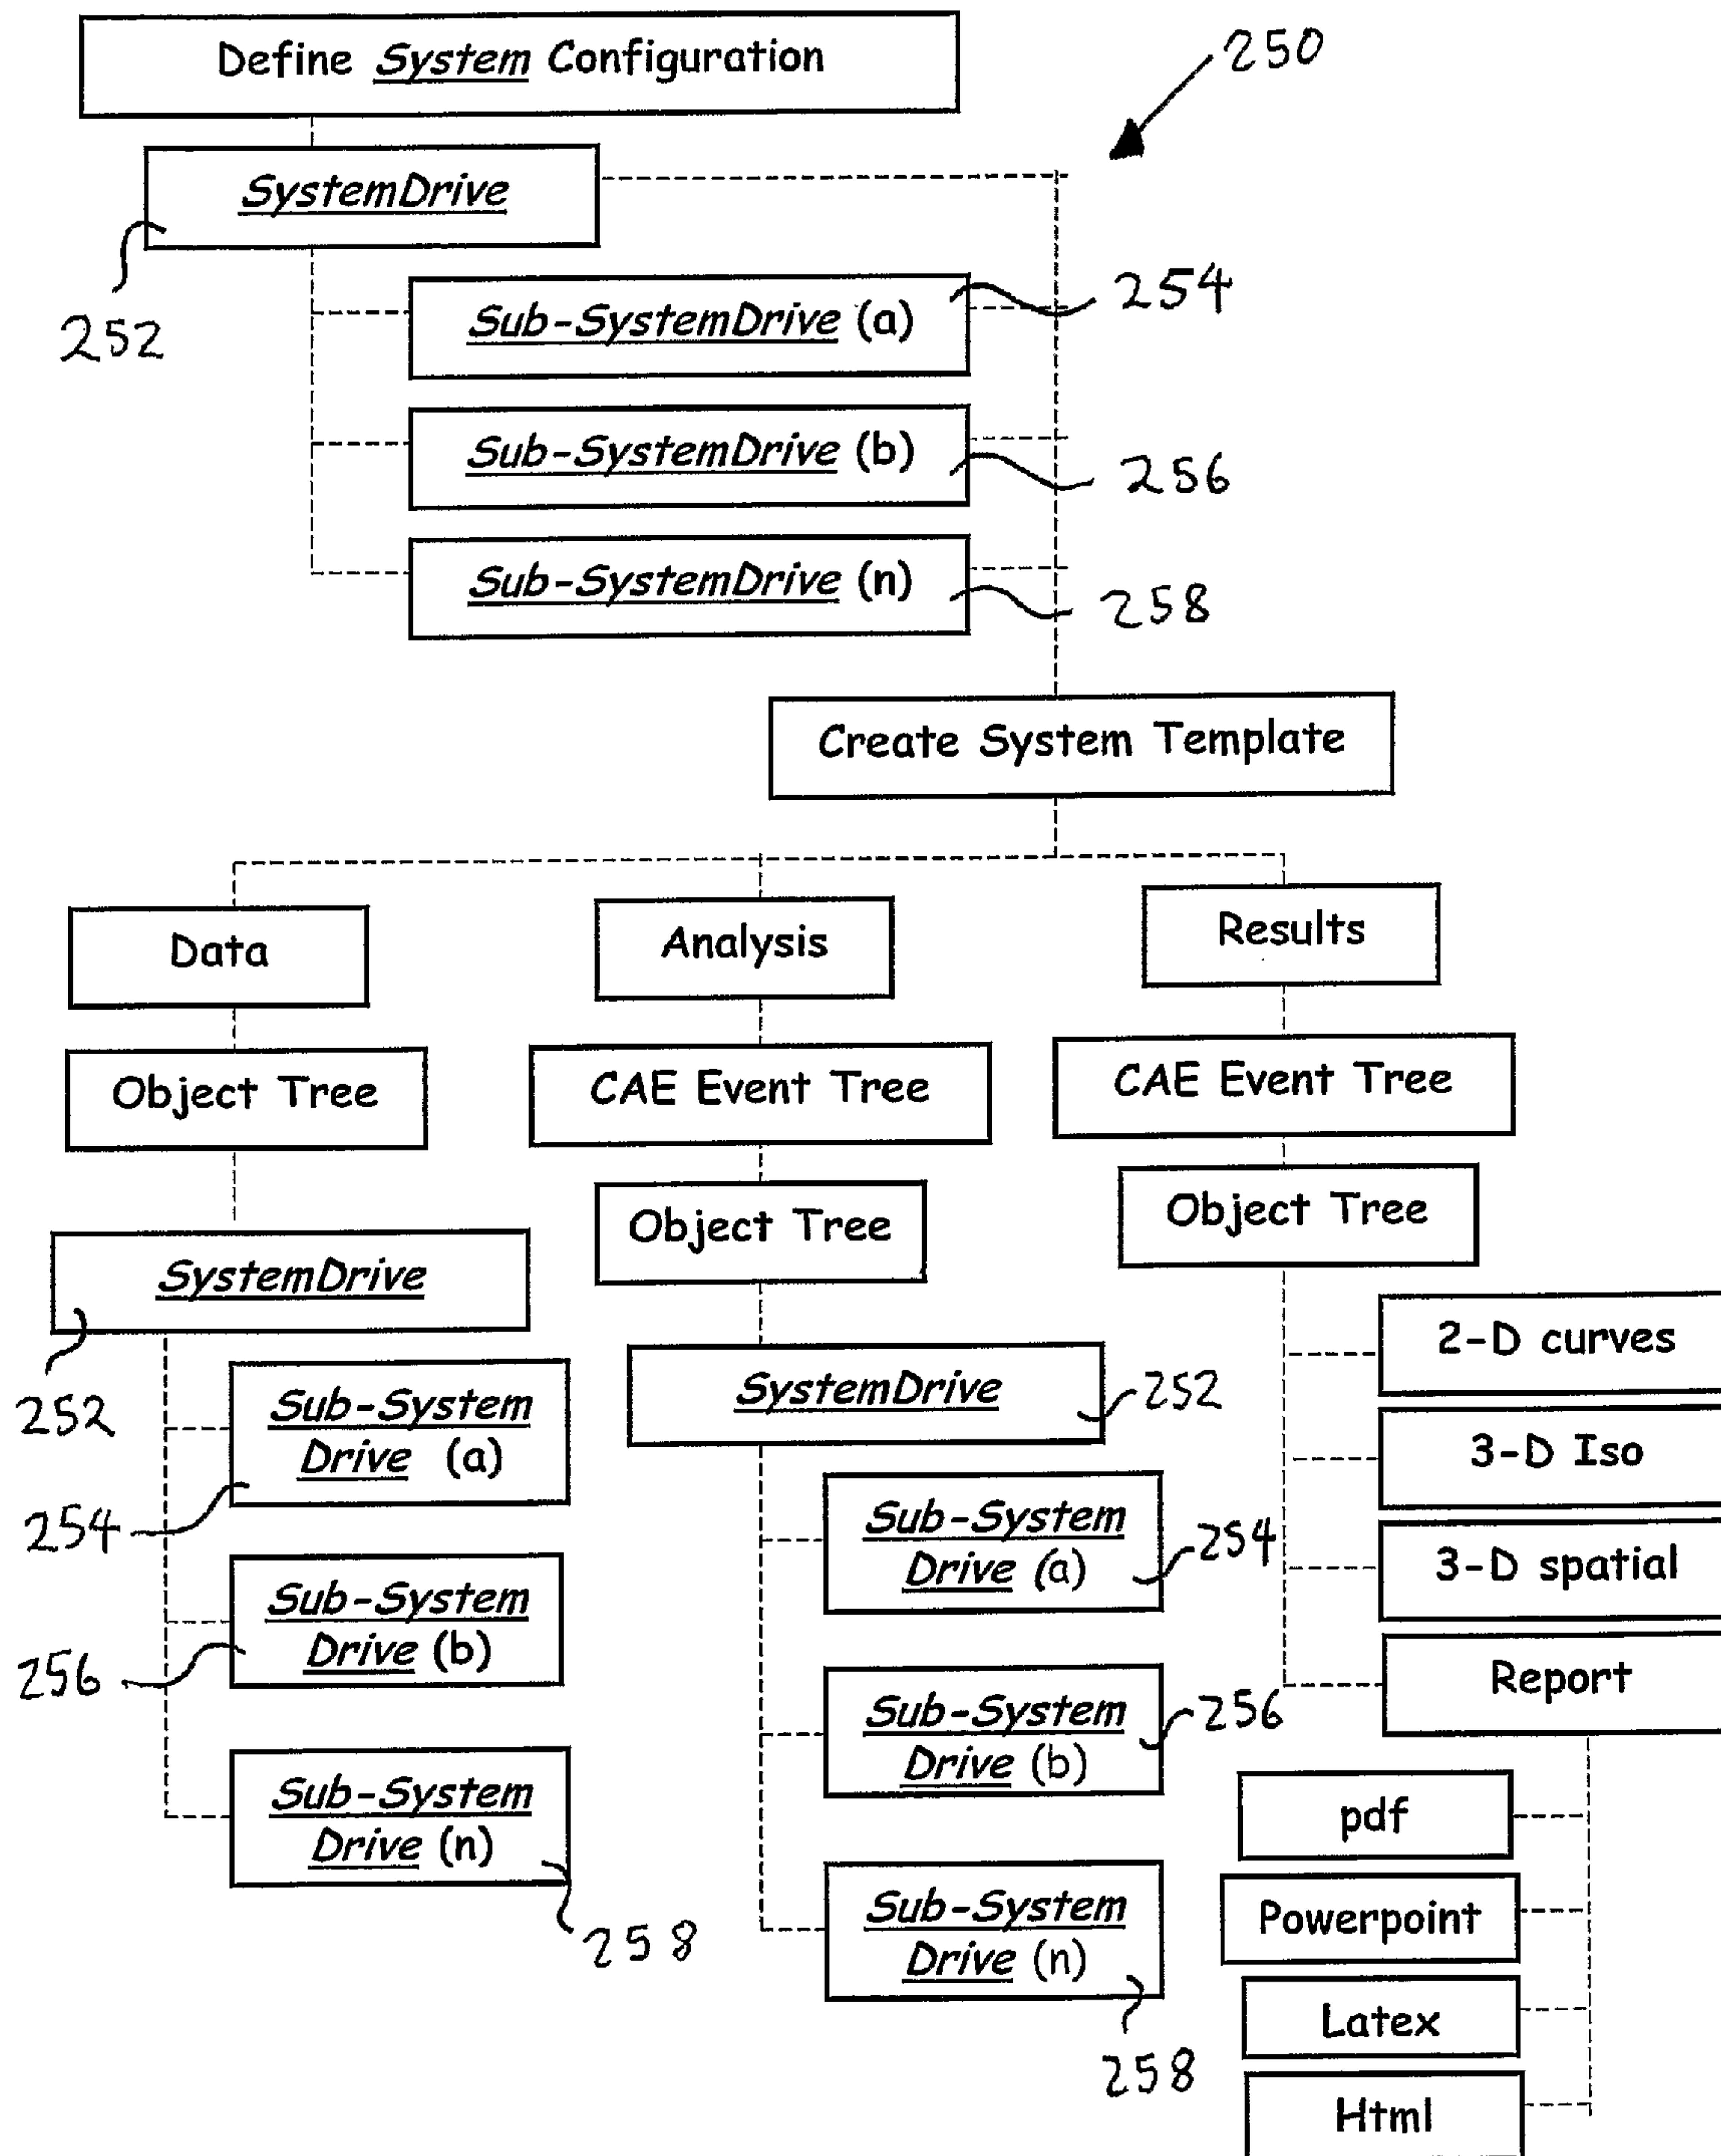 Define System Configuration
250
SystemDrive
252
Sub-SystemDrive (a)
254
Sub-SystemDrive (b)
256
Sub-SystemDrive (n)
258
Create System Template
Data
Analysis
Results
Object Tree
CAE Event Tree
CAE Event Tree
Object Tree
Object Tree
SystemDrive
252
Sub-System
Drive (a)
254
Sub-System
Drive (b)
256
Sub-System
Drive (n)
258
SystemDrive
252
Sub-System
Drive (a)
254
Sub-System
Drive (b)
256
Sub-System
Drive (n)
258
2-D curves
3-D Iso
3-D spatial
Report
pdf
Powerpoint
Latex
Html